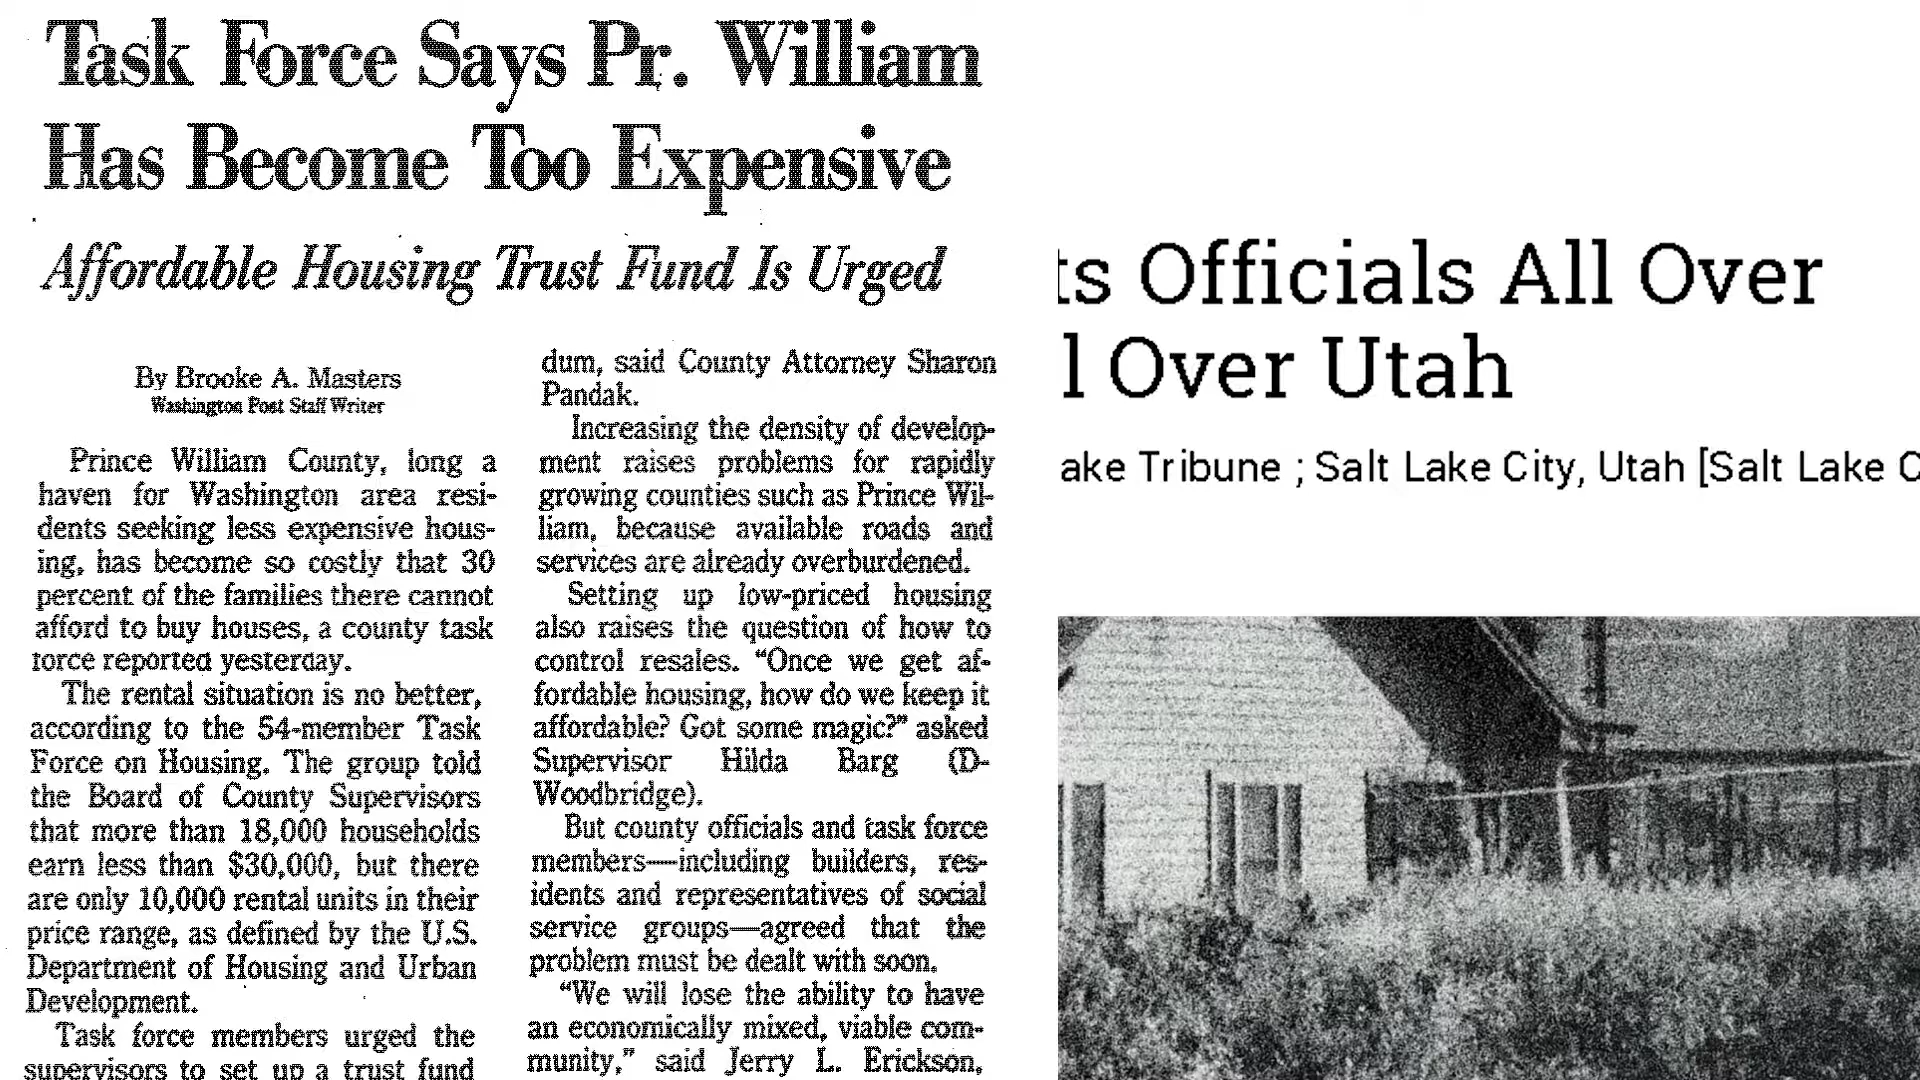 Task Force Says Pr. William
Has Become Too Expensive
Affordable Housing Trust Fund Is Urged
By Brooke A. Masters
Washington Post Staff Writer
Prince William County, long a
haven for Washington area resi-
dents seeking less expensive hous-
ing, has become so costly that 30
percent of the families there cannot
afford to buy houses, a county task
force reported yesterday.
The rental situation is no better,
according to the 54-member Task
Force on Housing. The group told
the Board of County Supervisors
that more than 18,000 households
earn less than $30,000, but there
are only 10,000 rental units in their
price range, as defined by the U.S.
Department of Housing and Urban
Development.
Task force members urged the
supervisors to set up a trust fund
dum, said County Attorney Sharon
Pandak.
Increasing the density of develop-
ment raises problems for rapidly
growing counties such as Prince Wil-
liam, because available roads and
services are already overburdened.
Setting up low-priced housing
also raises the question of how to
control resales. “Once we get af-
fordable housing, how do we keep it
affordable? Got some magic?” asked
Supervisor Hilda Barg (D-
Woodbridge).
But county officials and task force
members—including builders, res-
idents and representatives of social
service groups—agreed that the
problem must be dealt with soon.
“We will lose the ability to have
an economically mixed, viable com-
munity,” said Jerry L. Erickson,
ts Officials All Over
l Over Utah
ake Tribune ; Salt Lake City, Utah [Salt Lake C